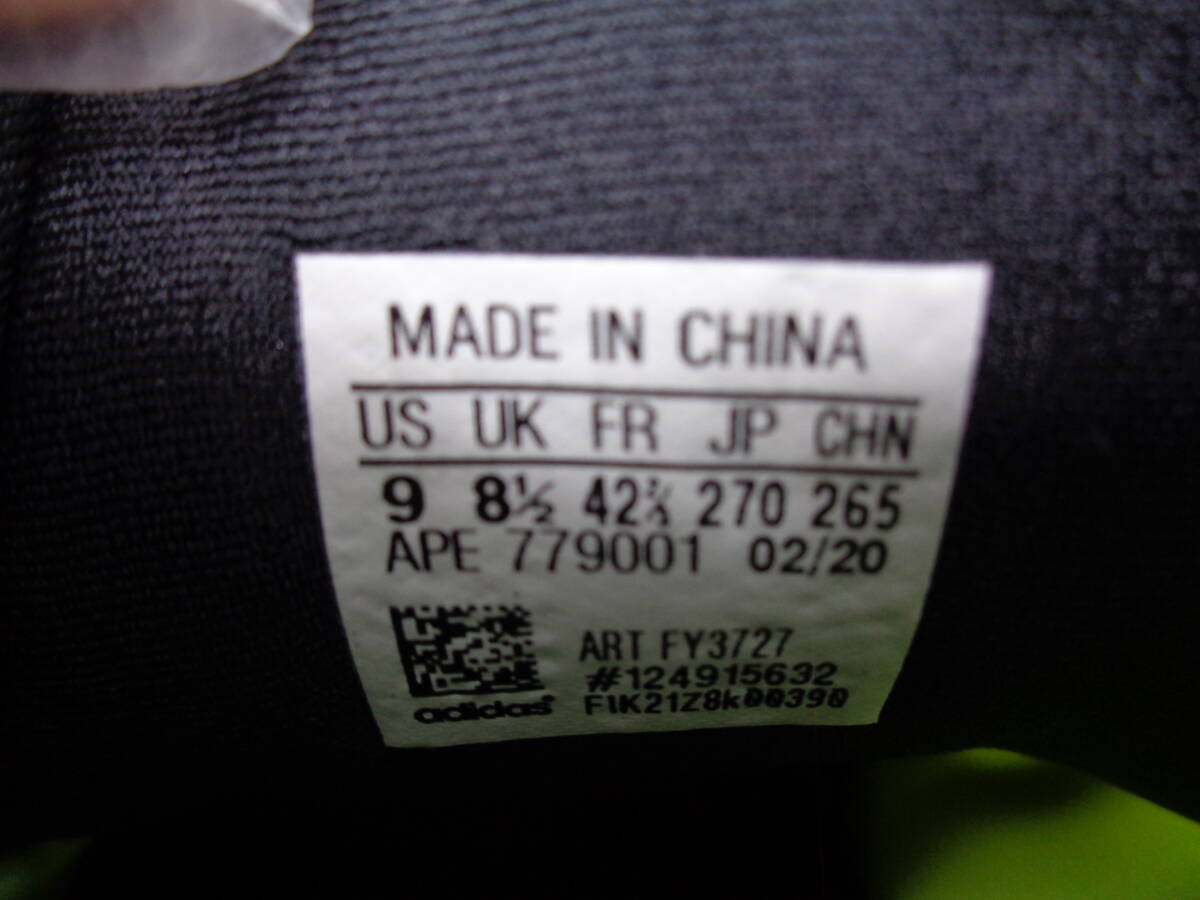 MADE IN CHINA
US UK FR JP CHN
9 8½ 42⅔ 270 265
APE 779001 02/20
ART FY3727
#124915632
adidas